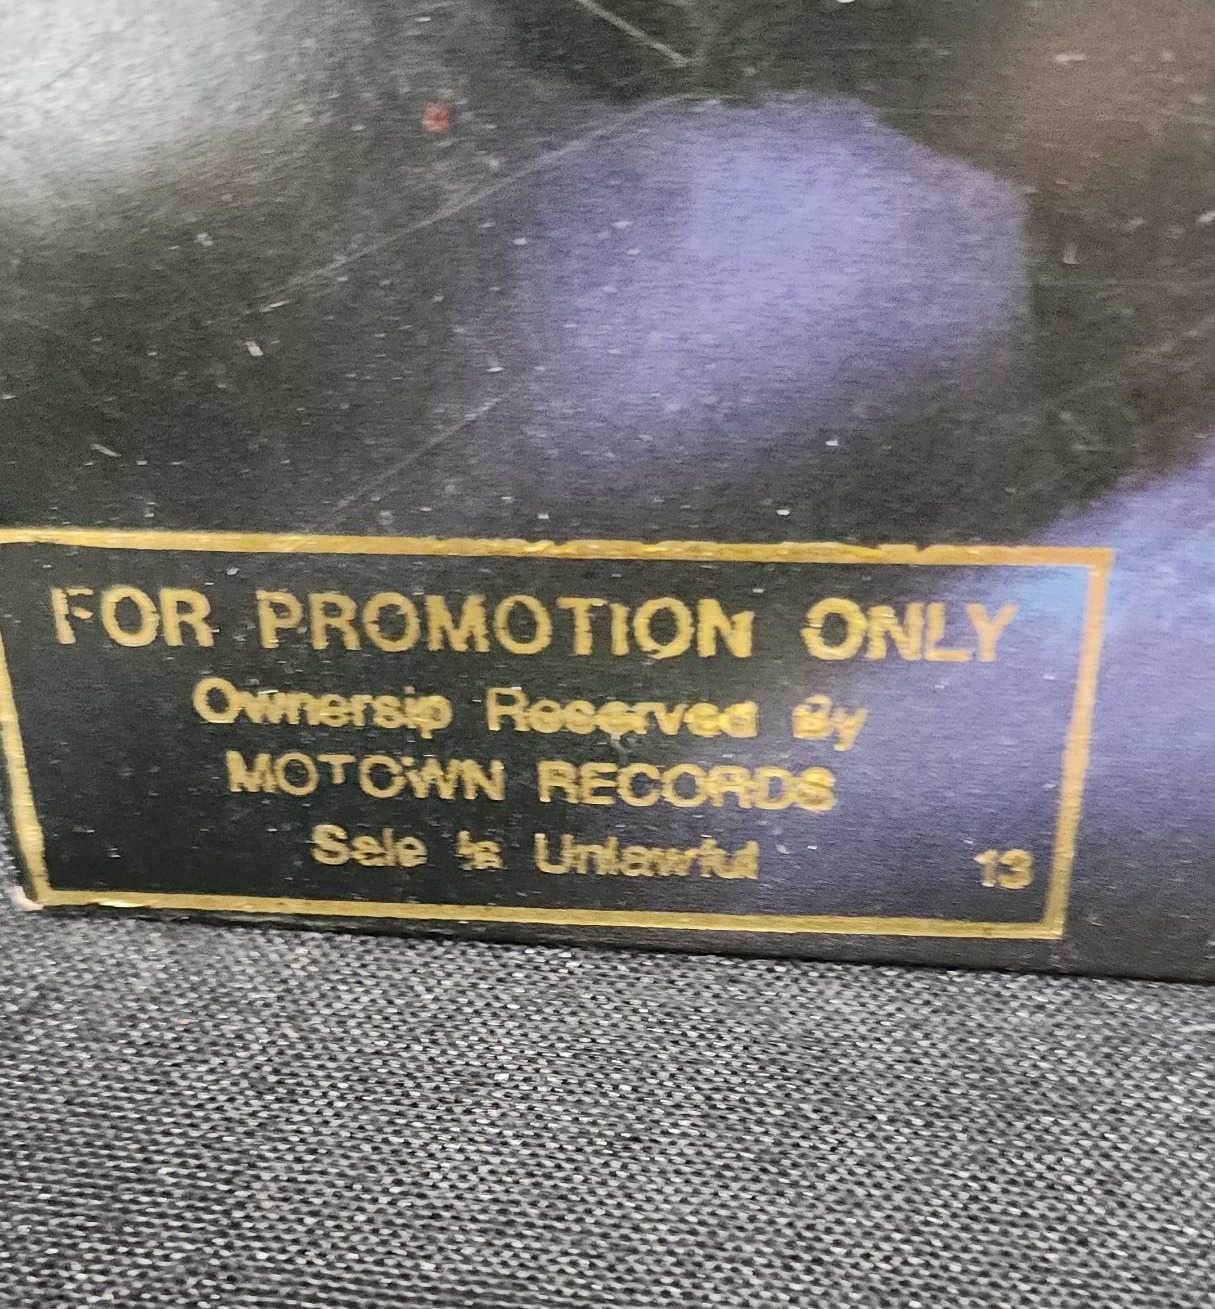 FOR PROMOTION ONLY
Ownersip Reserved By
MOTOWN RECORDS
Sale Is Unlawful
13